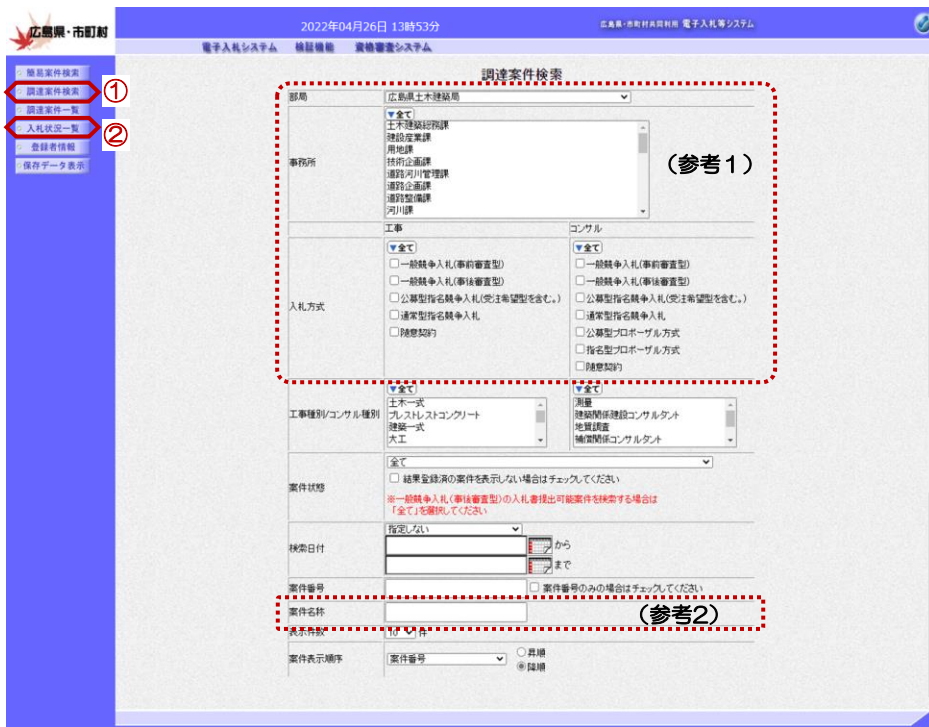 広島県・市町村
2022年04月26日 13時53分
広島県・市町村共同利用 電子入札等システム
電子入札システム 検証機能 資格審査システム
簡易案件検索
調達案件検索 ①
調達案件一覧
入札状況一覧 ②
登録者情報
保存データ表示
調達案件検索
部局 広島県土木建築局
事務所
▼全て
土木建築総務課
建設産業課
用地課
技術企画課
道路河川管理課
道路企画課
道路整備課
河川課
(参考1)
入札方式
工事 コンサル
▼全て ▼全て
一般競争入札(事前審査型) 一般競争入札(事前審査型)
一般競争入札(事後審査型) 一般競争入札(事後審査型)
公募型指名競争入札(受注希望型を含む。) 公募型指名競争入札(受注希望型を含む。)
通常型指名競争入札 通常型指名競争入札
随意契約 公募型プロポーザル方式
指名型プロポーザル方式
随意契約
工事種別/コンサル種別
▼全て ▼全て
土木一式 測量
プレストレストコンクリート 建築関係建設コンサルタント
建築一式 地質調査
大工 補償関係コンサルタント
案件状態
全て
結果登録済の案件を表示しない場合はチェックしてください
※一般競争入札(事後審査型)の入札書提出可能案件を検索する場合は
「全て」を選択してください
検索日付
指定しない
から
まで
案件番号 案件番号のみの場合はチェックしてください
案件名称 (参考2)
表示件数 10 件
案件表示順序 案件番号 昇順
降順